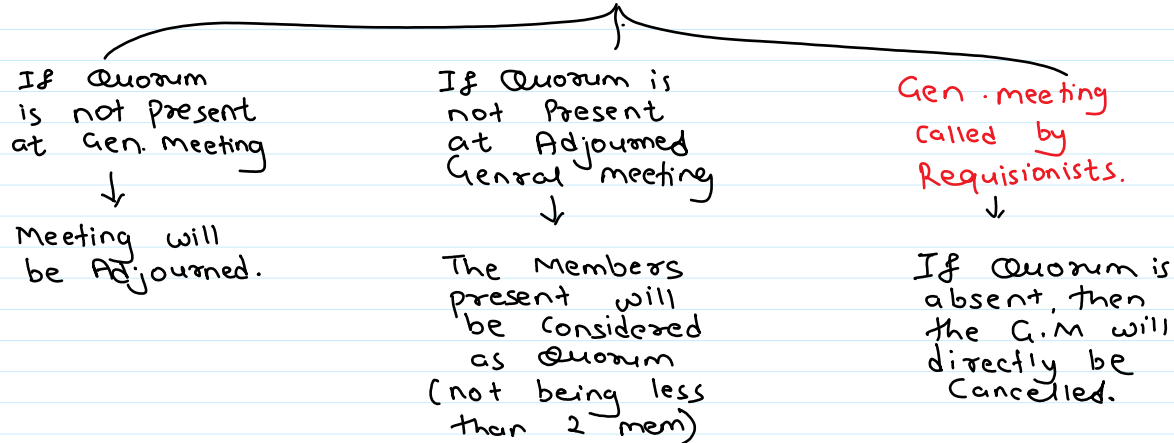 If Quorum
is not present
at Gen. Meeting
Meeting will
be Adjourned.
If Quorum is
not Present
at Adjourned
Genral meeting
The Members
present will
be considered
as Quorum
(not being less
than 2 mem)
Gen . meeting
called by
Requisionists.
If Quorum is
absent, then
the G.M will
directly be
Cancelled.